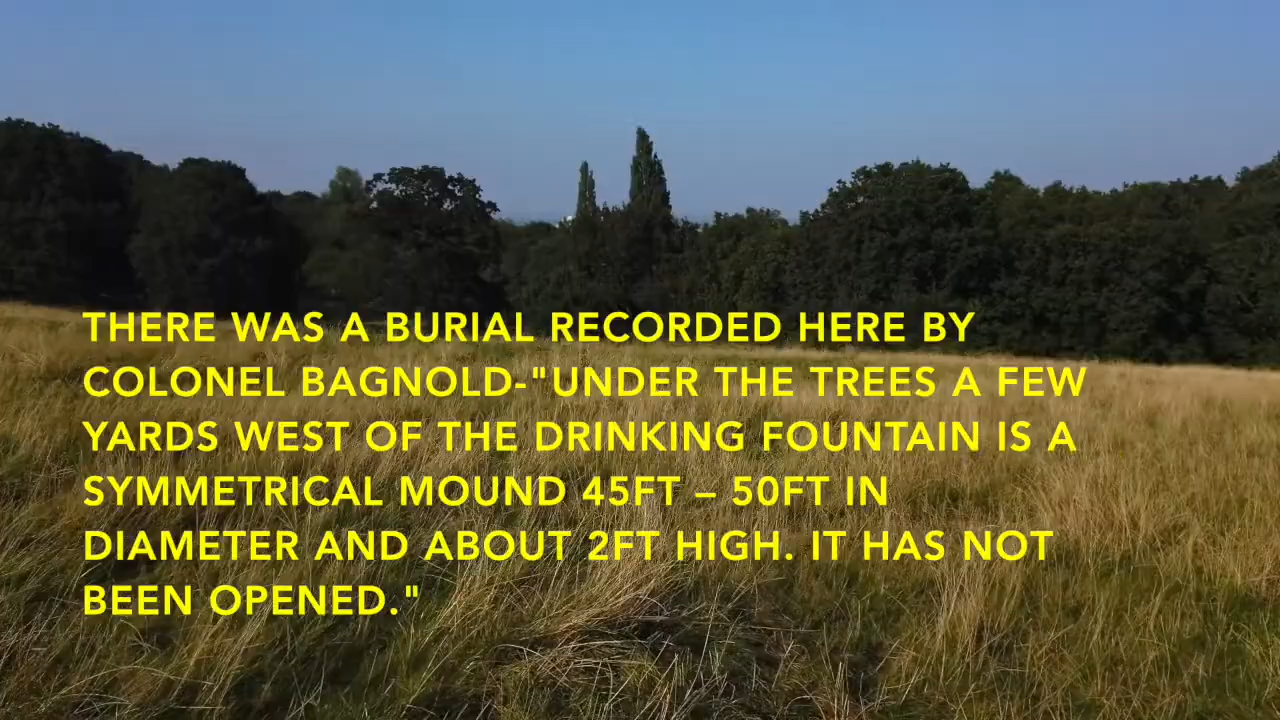 THERE WAS A BURIAL RECORDED HERE BY
COLONEL BAGNOLD-"UNDER THE TREES A FEW
YARDS WEST OF THE DRINKING FOUNTAIN IS A
SYMMETRICAL MOUND 45FT – 50FT IN
DIAMETER AND ABOUT 2FT HIGH. IT HAS NOT
BEEN OPENED."